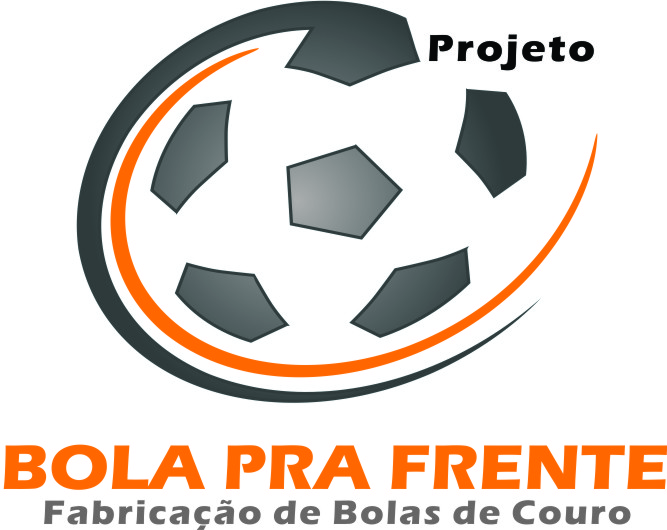 Projeto
BOLA PRA FRENTE
Fabricação de Bolas de Couro